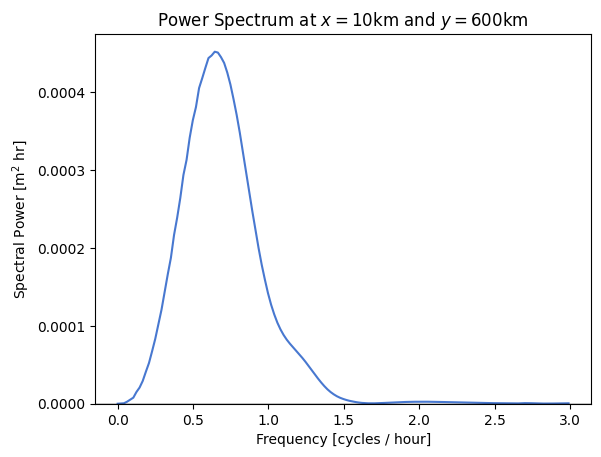 Power Spectrum at x = 10km and y = 600km
Spectral Power [m² hr]
0.0004
0.0003
0.0002
0.0001
0.0000
0.0 0.5 1.0 1.5 2.0 2.5 3.0
Frequency [cycles / hour]